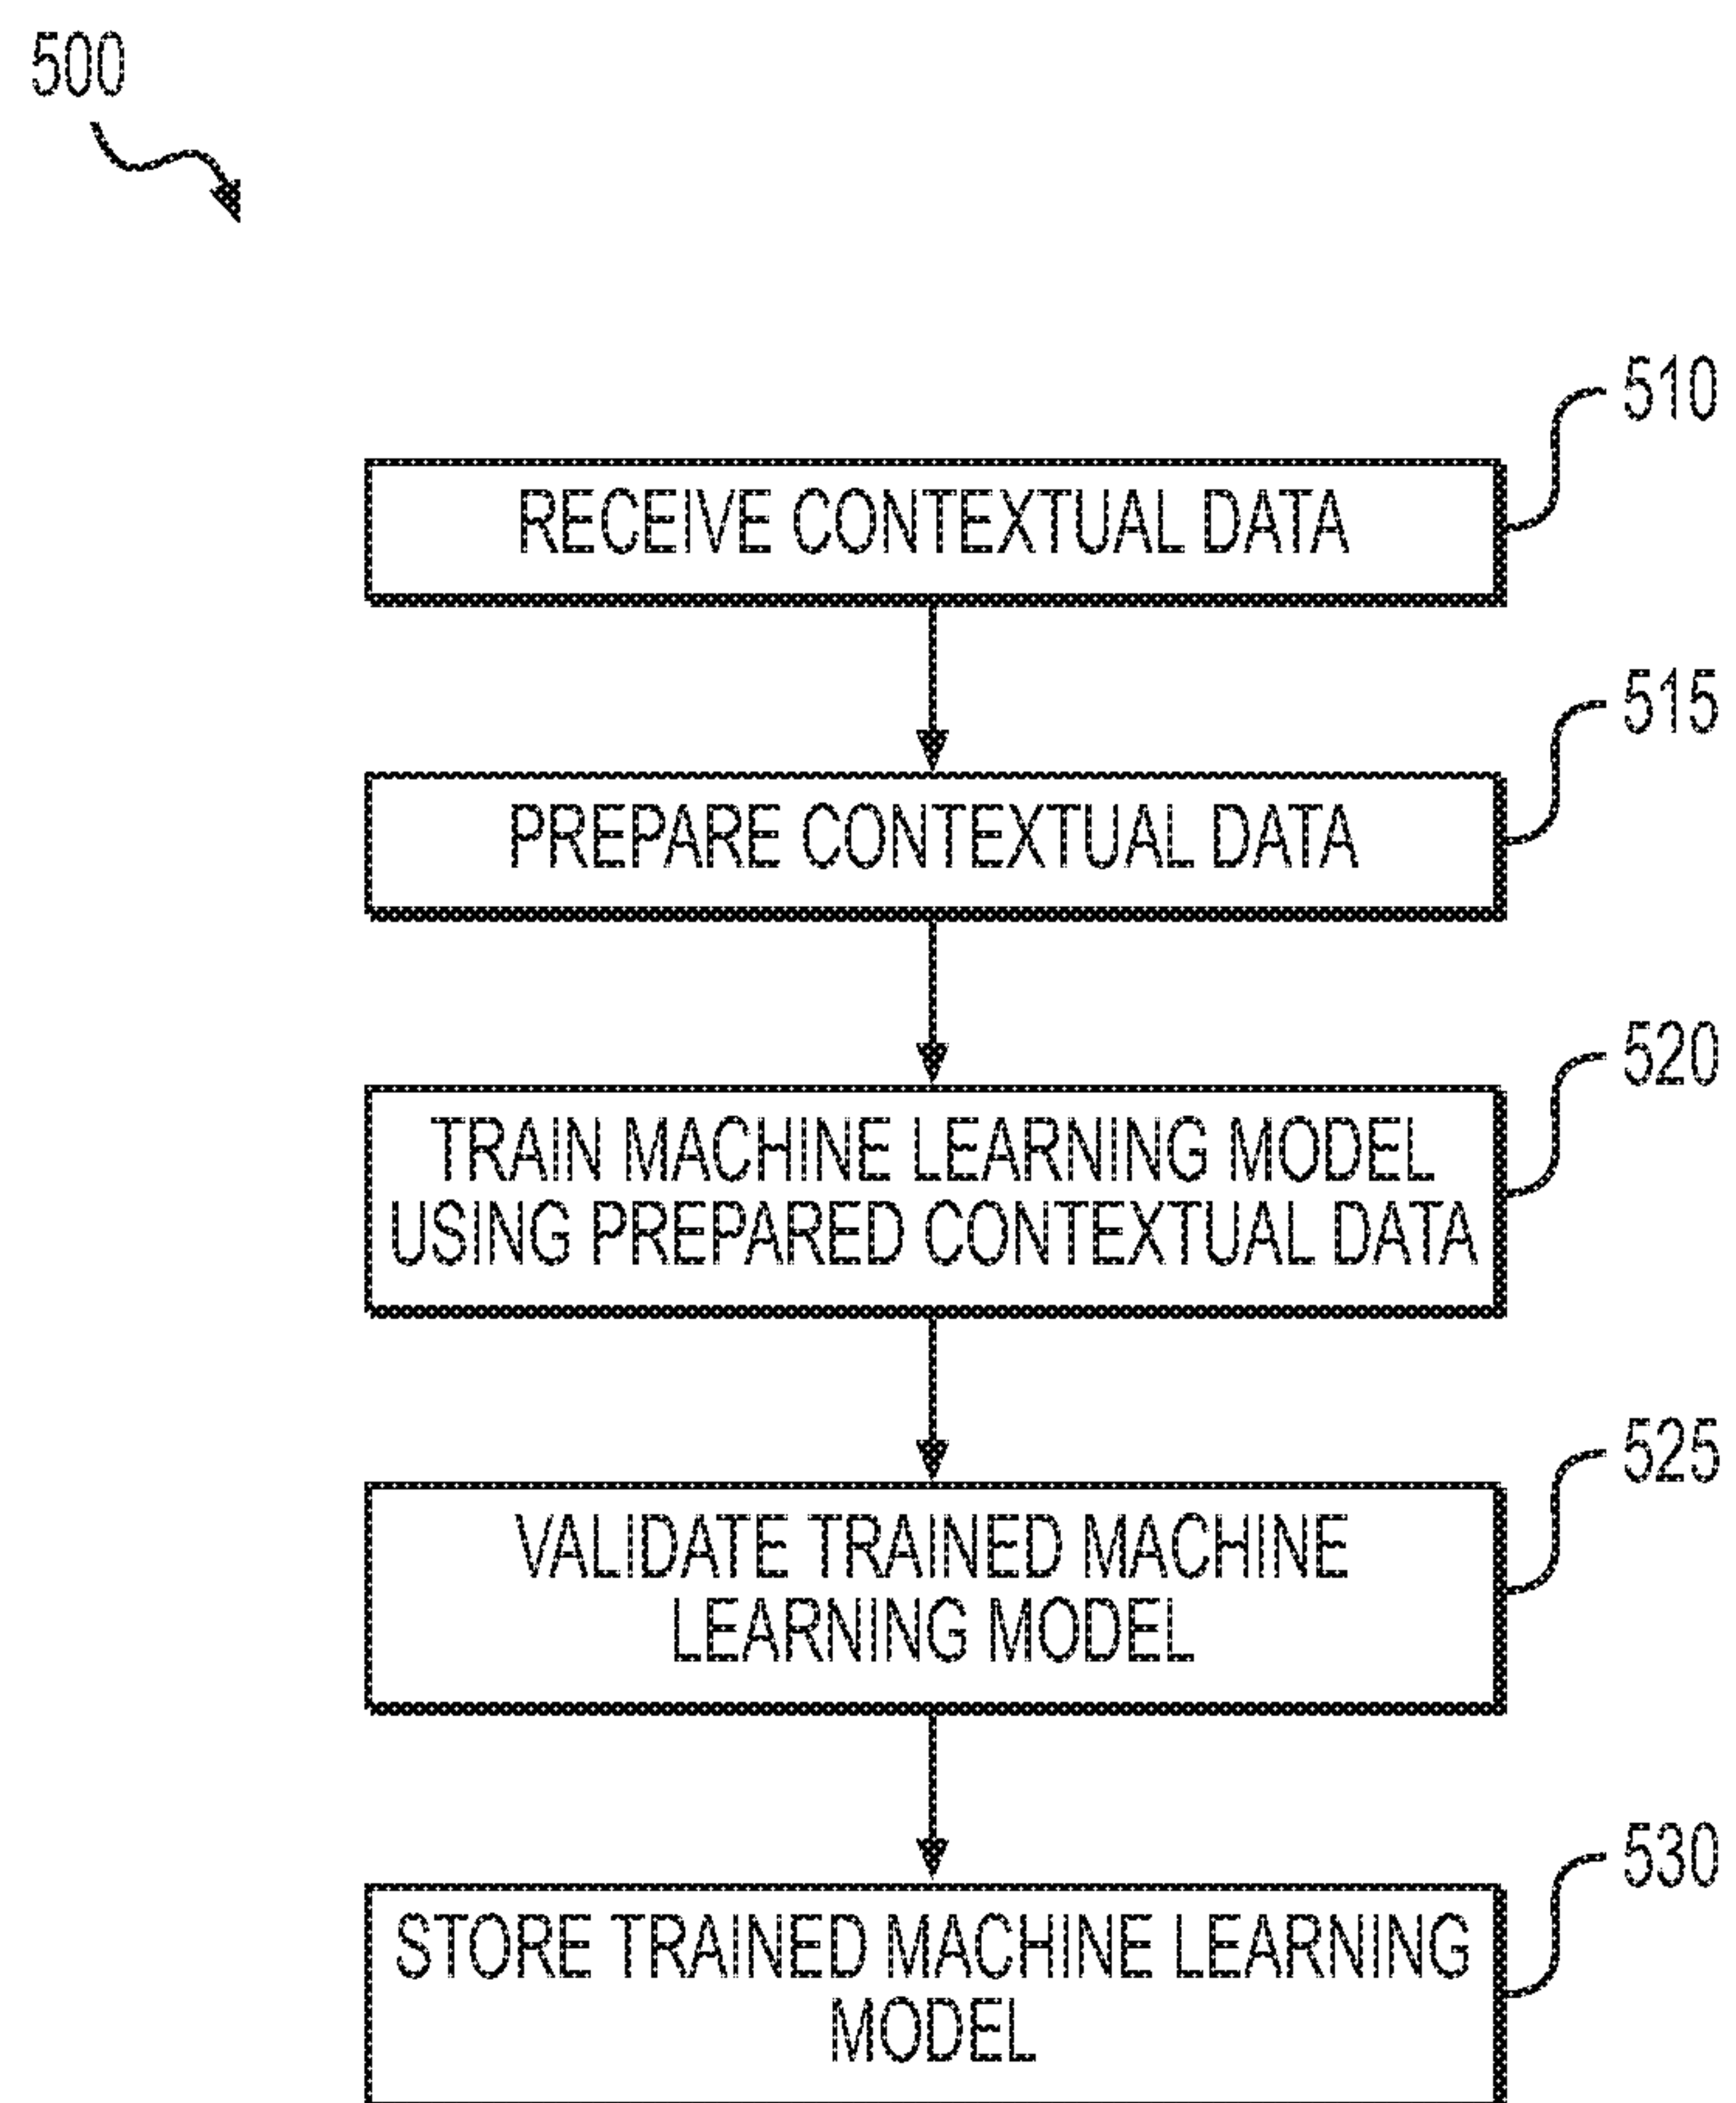 500
510
RECEIVE CONTEXTUAL DATA
515
PREPARE CONTEXTUAL DATA
520
TRAIN MACHINE LEARNING MODEL
USING PREPARED CONTEXTUAL DATA
525
VALIDATE TRAINED MACHINE
LEARNING MODEL
530
STORE TRAINED MACHINE LEARNING
MODEL